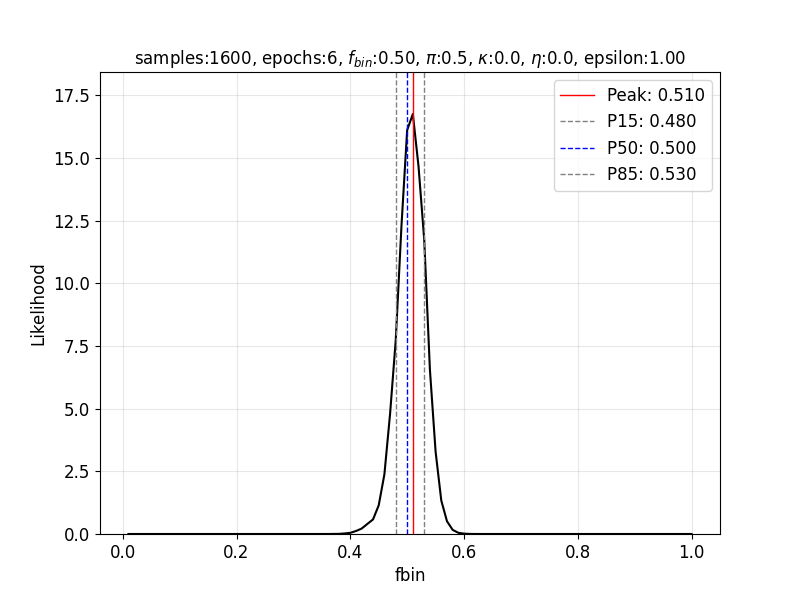 samples:1600, epochs:6, f_bin:0.50, π:0.5, κ:0.0, η:0.0, epsilon:1.00
Peak: 0.510
P15: 0.480
P50: 0.500
P85: 0.530
17.5
15.0
12.5
10.0
7.5
5.0
2.5
0.0
Likelihood
0.0 0.2 0.4 0.6 0.8 1.0
fbin